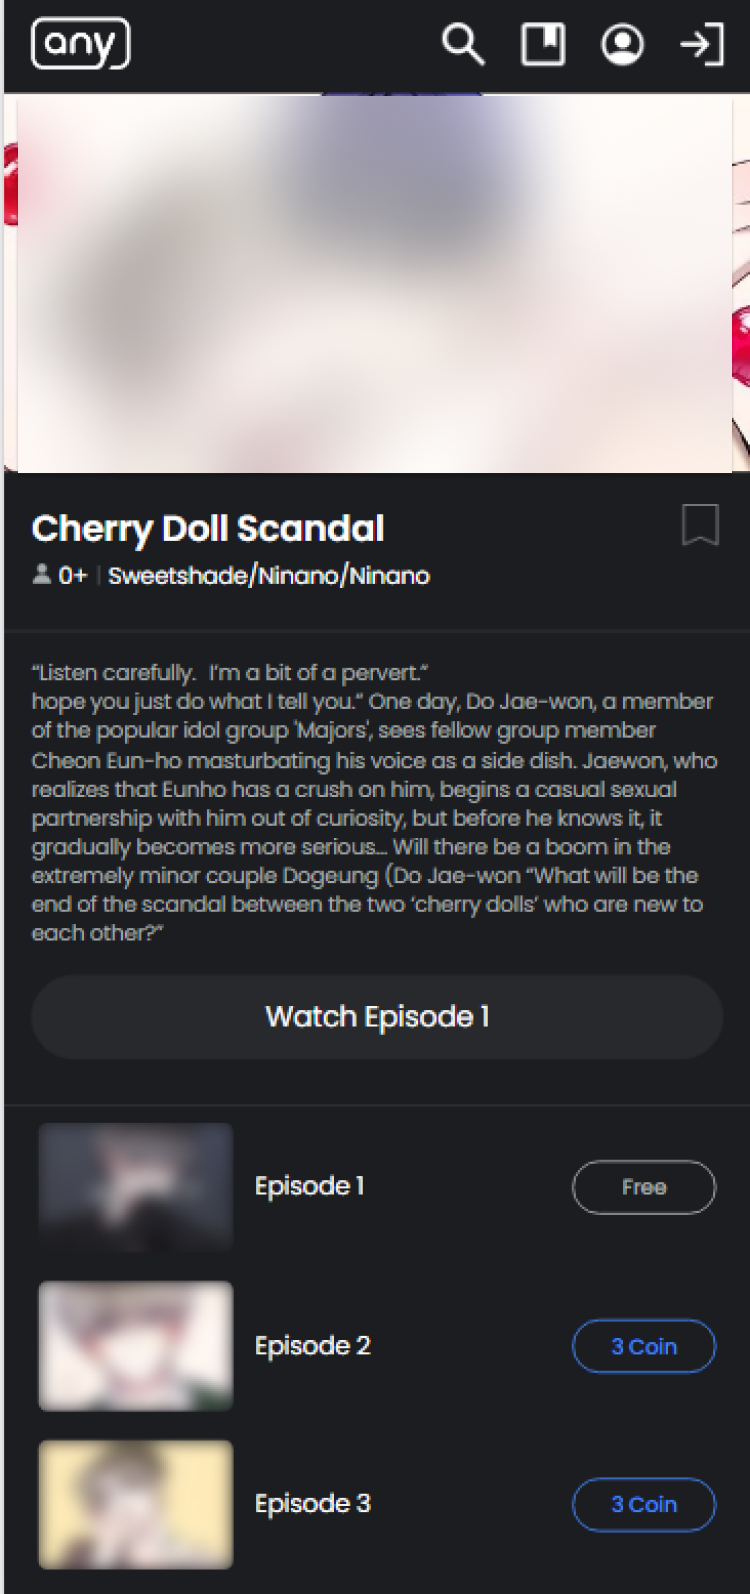 any
Cherry Doll Scandal
0+ | Sweetshade/Ninano/Ninano
“Listen carefully. I’m a bit of a pervert.”
hope you just do what I tell you.“ One day, Do Jae-won, a member
of the popular idol group 'Majors', sees fellow group member
Cheon Eun-ho masturbating his voice as a side dish. Jaewon, who
realizes that Eunho has a crush on him, begins a casual sexual
partnership with him out of curiosity, but before he knows it, it
gradually becomes more serious... Will there be a boom in the
extremely minor couple Dogeung (Do Jae-won “What will be the
end of the scandal between the two ‘cherry dolls’ who are new to
each other?”
Watch Episode 1
Episode 1
Free
Episode 2
3 Coin
Episode 3
3 Coin